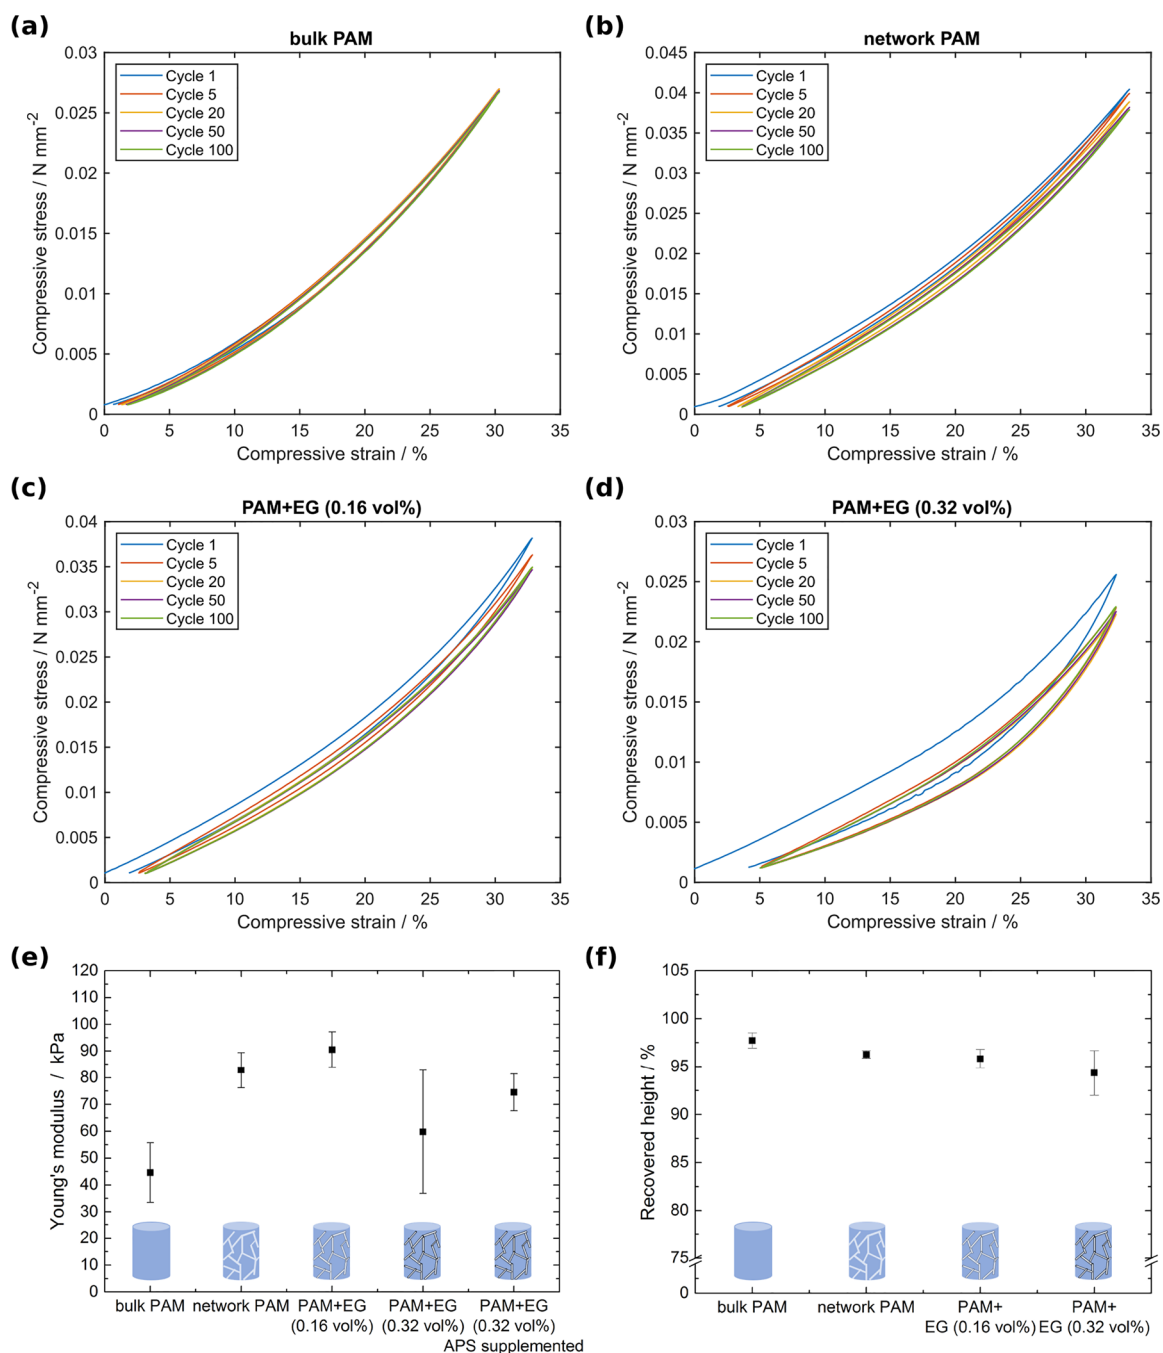 (a)
bulk PAM
Compressive stress / N mm⁻²
0.03
0.025
0.02
0.015
0.01
0.005
0
Cycle 1
Cycle 5
Cycle 20
Cycle 50
Cycle 100
0 5 10 15 20 25 30 35
Compressive strain / %
(b)
network PAM
Compressive stress / N mm⁻²
0.045
0.04
0.035
0.03
0.025
0.02
0.015
0.01
0.005
0
Cycle 1
Cycle 5
Cycle 20
Cycle 50
Cycle 100
0 5 10 15 20 25 30 35
Compressive strain / %
(c)
PAM+EG (0.16 vol%)
Compressive stress / N mm⁻²
0.04
0.035
0.03
0.025
0.02
0.015
0.01
0.005
0
Cycle 1
Cycle 5
Cycle 20
Cycle 50
Cycle 100
0 5 10 15 20 25 30 35
Compressive strain / %
(d)
PAM+EG (0.32 vol%)
Compressive stress / N mm⁻²
0.03
0.025
0.02
0.015
0.01
0.005
0
Cycle 1
Cycle 5
Cycle 20
Cycle 50
Cycle 100
0 5 10 15 20 25 30 35
Compressive strain / %
(e)
Young's modulus / kPa
120
110
100
90
80
70
60
50
40
30
20
10
0
bulk PAM network PAM PAM+EG PAM+EG PAM+EG
(0.16 vol%) (0.32 vol%) (0.32 vol%)
APS supplemented
(f)
Recovered height / %
105
100
95
90
85
80
75
0
bulk PAM network PAM PAM+ PAM+
EG (0.16 vol%) EG (0.32 vol%)